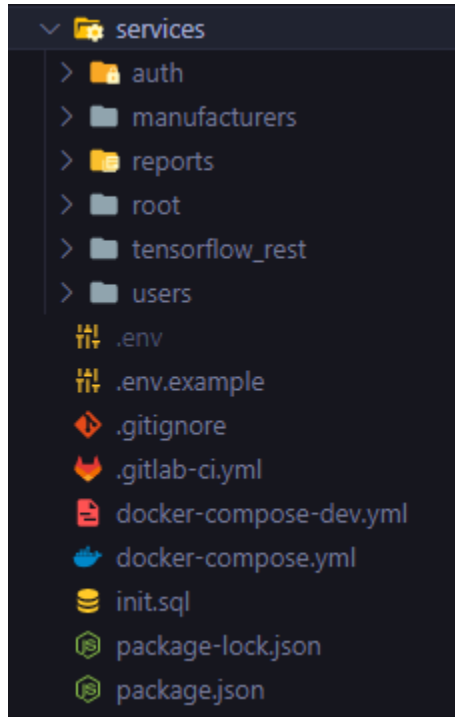 services
auth
manufacturers
reports
root
tensorflow_rest
users
.env
.env.example
.gitignore
.gitlab-ci.yml
docker-compose-dev.yml
docker-compose.yml
init.sql
package-lock.json
package.json